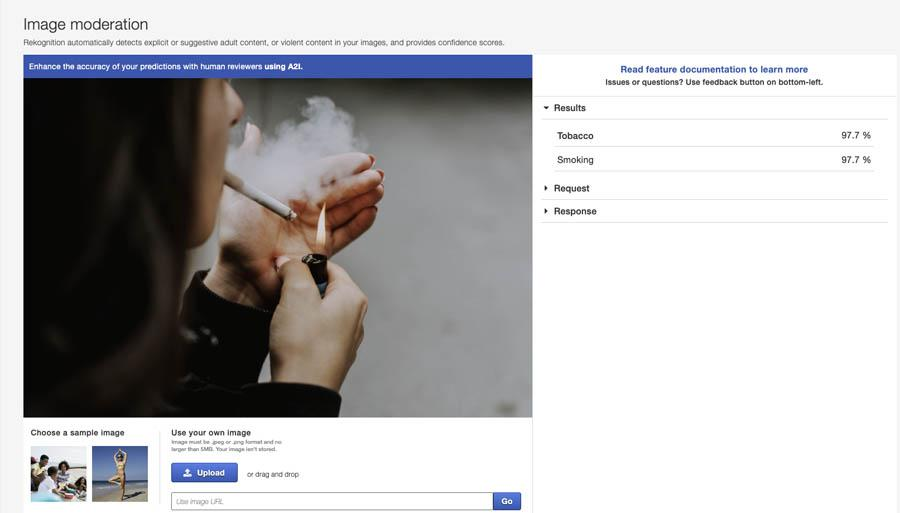 Image moderation
Rekognition automatically detects explicit or suggestive adult content, or violent content in your images, and provides confidence scores.
Enhance the accuracy of your predictions with human reviewers using A2I.
Read feature documentation to learn more
Issues or questions? Use feedback button on bottom-left.
Results
Tobacco 97.7 %
Smoking 97.7 %
Request
Response
Choose a sample image
Use your own image
Image must be .jpeg or .png format and no
larger than 5MB. Your image isn't stored.
Upload or drag and drop
Use image URL Go